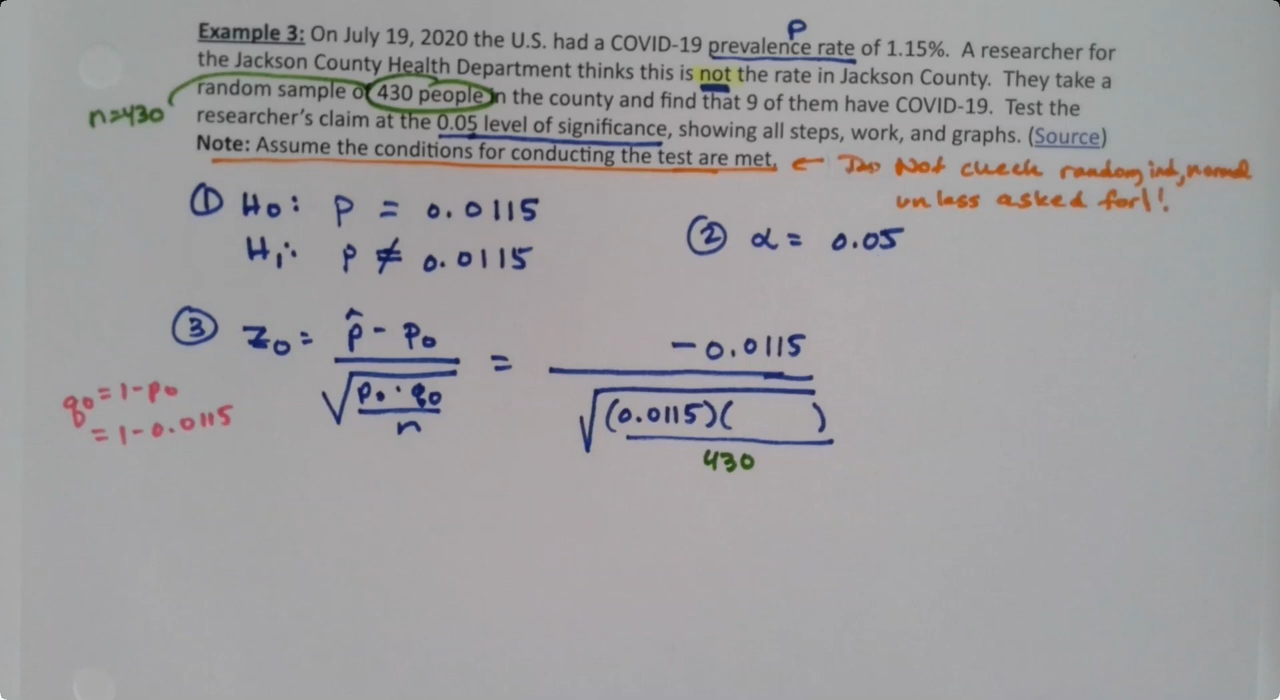 P
Example 3: On July 19, 2020 the U.S. had a COVID-19 prevalence rate of 1.15%. A researcher for
the Jackson County Health Department thinks this is not the rate in Jackson County. They take a
random sample of 430 people in the county and find that 9 of them have COVID-19. Test the
researcher's claim at the 0.05 level of significance, showing all steps, work, and graphs. (Source)
Note: Assume the conditions for conducting the test are met.
n=430
← Do Not check random, ind, normal
unless asked for!!
① H₀: P = 0.0115
H₁: P ≠ 0.0115
② α = 0.05
③ z₀ = (p̂ - p₀) / √(p₀·q₀ / n) = (-0.0115) / √((0.0115)( ) / 430)
q₀ = 1-p₀
= 1-0.0115